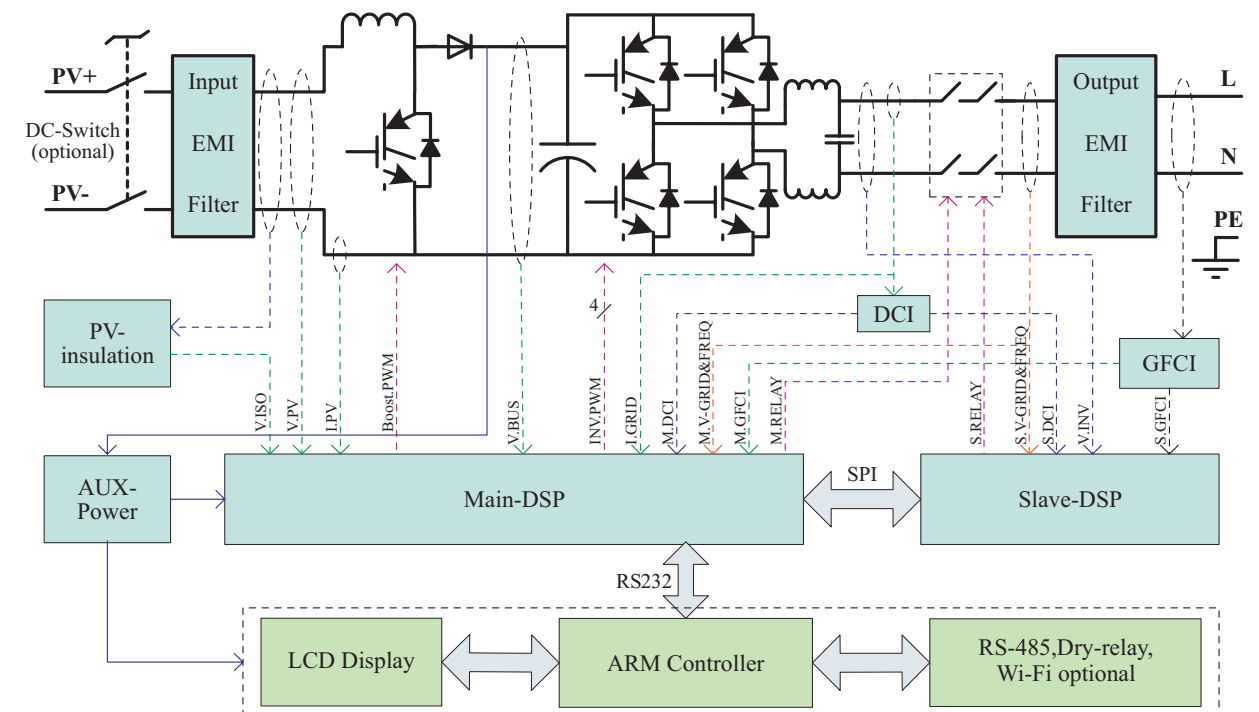 PV+
DC-Switch
(optional)
PV-
Input
EMI
Filter
Output
EMI
Filter
L
N
PE
PV-
insulation
4
DCI
GFCI
V.ISO
V.PV
I.PV
Boost.PWM
V.BUS
INV.PWM
I.GRID
M.DCI
M.V-GRID&FREQ
M.GFCI
M.RELAY
S.RELAY
S.V-GRID&FREQ
S.DCI
V.INV
S.GFCI
AUX-
Power
Main-DSP
SPI
Slave-DSP
RS232
LCD Display
ARM Controller
RS-485,Dry-relay,
Wi-Fi optional